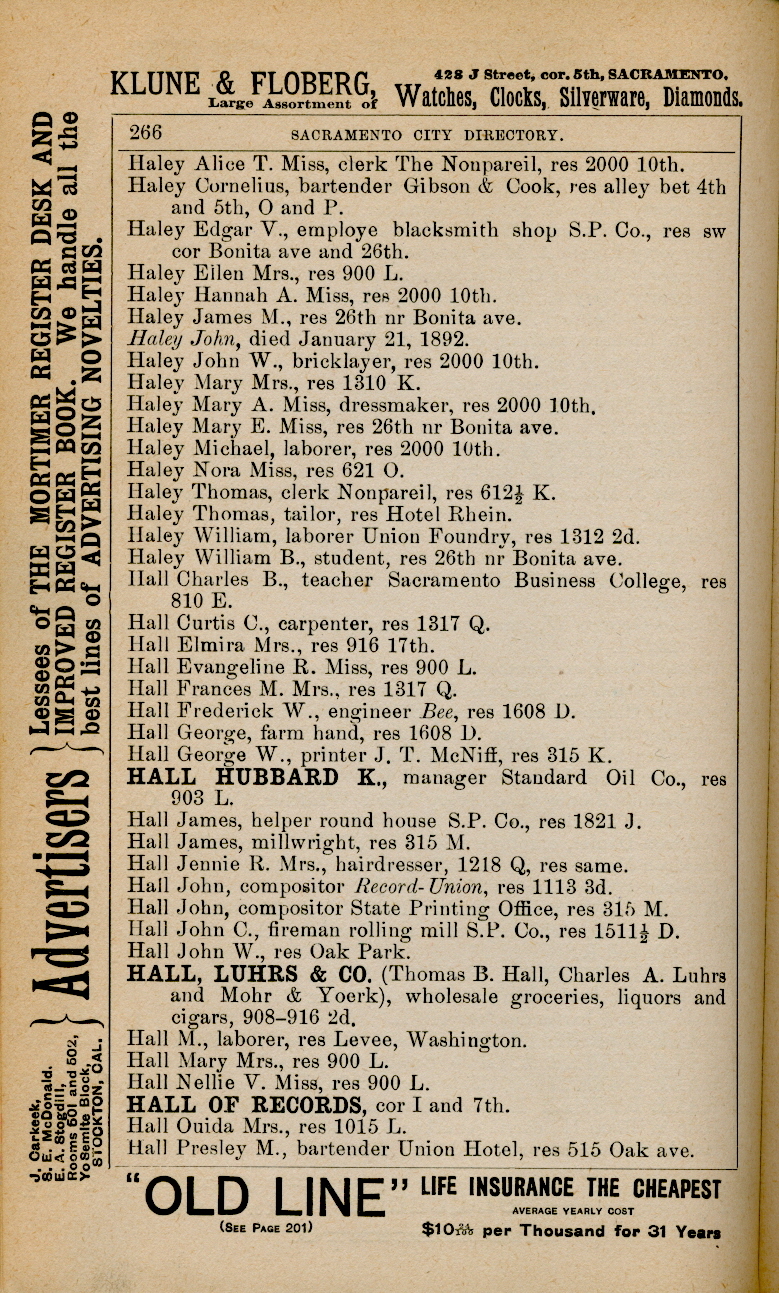 KLUNE & FLOBERG,
Large Assortment of
428 J Street, cor. 5th, SACRAMENTO.
Watches, Clocks, Silverware, Diamonds.
266 SACRAMENTO CITY DIRECTORY.
Haley Alice T. Miss, clerk The Nonpareil, res 2000 10th.
Haley Cornelius, bartender Gibson & Cook, res alley bet 4th
and 5th, O and P.
Haley Edgar V., employe blacksmith shop S.P. Co., res sw
cor Bonita ave and 26th.
Haley Ellen Mrs., res 900 L.
Haley Hannah A. Miss, res 2000 10th.
Haley James M., res 26th nr Bonita ave.
Haley John, died January 21, 1892.
Haley John W., bricklayer, res 2000 10th.
Haley Mary Mrs., res 1310 K.
Haley Mary A. Miss, dressmaker, res 2000 10th.
Haley Mary E. Miss, res 26th nr Bonita ave.
Haley Michael, laborer, res 2000 10th.
Haley Nora Miss, res 621 O.
Haley Thomas, clerk Nonpareil, res 612½ K.
Haley Thomas, tailor, res Hotel Rhein.
Haley William, laborer Union Foundry, res 1312 2d.
Haley William B., student, res 26th nr Bonita ave.
Hall Charles B., teacher Sacramento Business College, res
810 E.
Hall Curtis C., carpenter, res 1317 Q.
Hall Elmira Mrs., res 916 17th.
Hall Evangeline R. Miss, res 900 L.
Hall Frances M. Mrs., res 1317 Q.
Hall Frederick W., engineer Bee, res 1608 D.
Hall George, farm hand, res 1608 D.
Hall George W., printer J. T. McNiff, res 315 K.
HALL HUBBARD K., manager Standard Oil Co., res
903 L.
Hall James, helper round house S.P. Co., res 1821 J.
Hall James, millwright, res 315 M.
Hall Jennie R. Mrs., hairdresser, 1218 Q, res same.
Hall John, compositor Record-Union, res 1113 3d.
Hall John, compositor State Printing Office, res 315 M.
Hall John C., fireman rolling mill S.P. Co., res 1511½ D.
Hall John W., res Oak Park.
HALL, LUHRS & CO. (Thomas B. Hall, Charles A. Luhrs
and Mohr & Yoerk), wholesale groceries, liquors and
cigars, 908–916 2d.
Hall M., laborer, res Levee, Washington.
Hall Mary Mrs., res 900 L.
Hall Nellie V. Miss, res 900 L.
HALL OF RECORDS, cor I and 7th.
Hall Ouida Mrs., res 1015 L.
Hall Presley M., bartender Union Hotel, res 515 Oak ave.
J. Carkeek,
S. E. McDonald.
E. A. Stogdill,
Rooms 501 and 502,
Yo Semite Block,
STOCKTON, CAL.
Advertisers
Lessees of THE MORTIMER REGISTER DESK AND
IMPROVED REGISTER BOOK. We handle all the
best lines of ADVERTISING NOVELTIES.
"OLD LINE"
(SEE PAGE 201)
LIFE INSURANCE THE CHEAPEST
AVERAGE YEARLY COST
$10 per Thousand for 31 Years